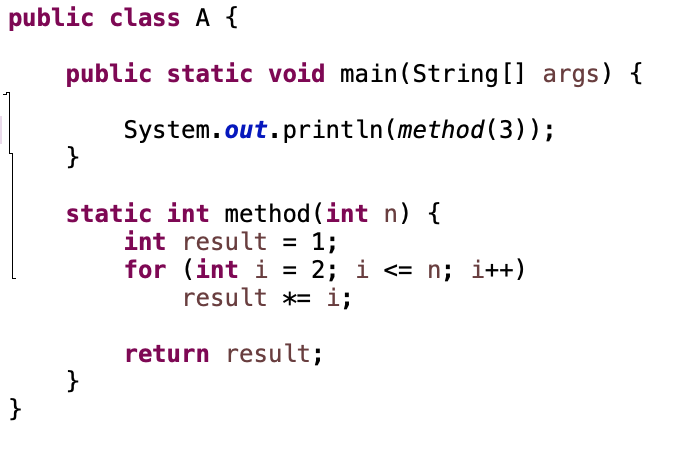 public class A {
public static void main(String[] args) {
System.out.println(method(3));
}
static int method(int n) {
int result = 1;
for (int i = 2; i <= n; i++)
result *= i;
return result;
}
}